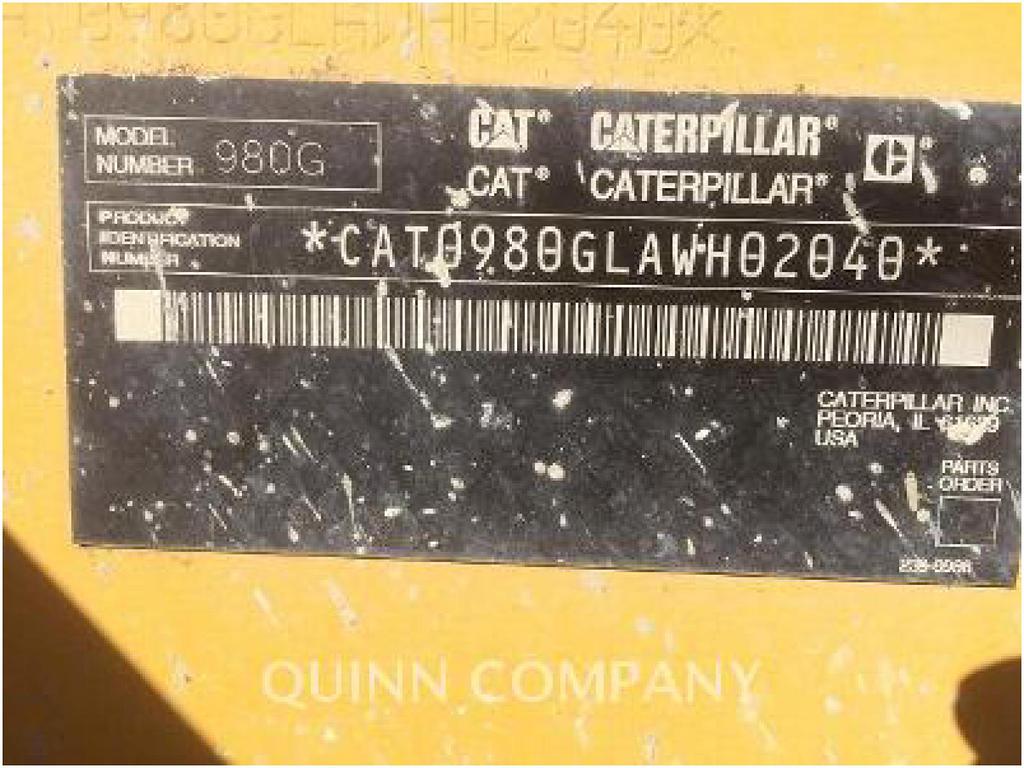 MODEL
NUMBER 980G
CAT® CATERPILLAR®
CAT® CATERPILLAR®
PRODUCT
IDENTIFICATION
NUMBER
*CAT0980GLAWH02040*
CATERPILLAR INC.
PEORIA, IL
USA
PARTS
ORDER
QUINN COMPANY